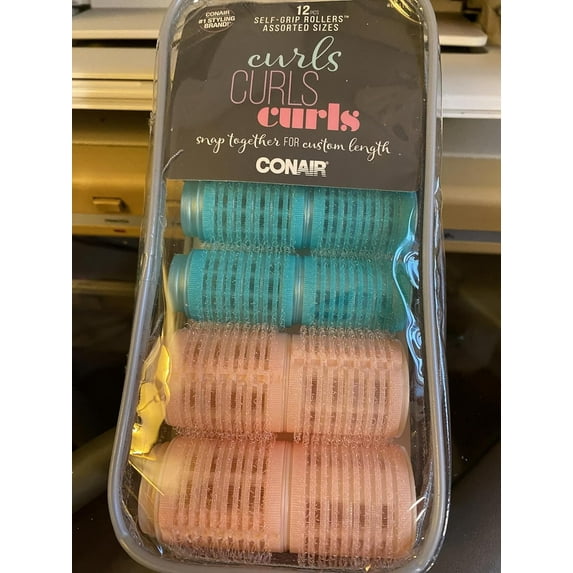 CONAIR
#1 STYLING
BRAND!
12 PCS
SELF-GRIP ROLLERS™
ASSORTED SIZES
curls
CURLS
curls
snap together FOR custom length
CONAIR®